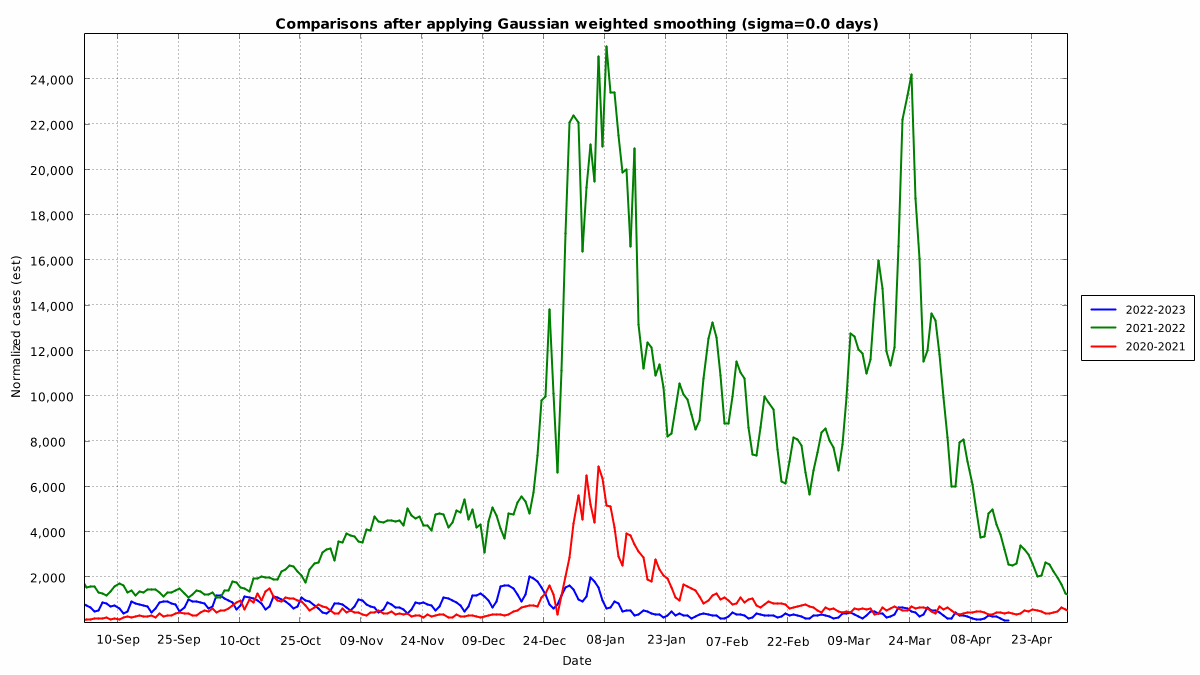 Comparisons after applying Gaussian weighted smoothing (sigma=0.0 days)
24,000
22,000
20,000
18,000
16,000
14,000
12,000
10,000
8,000
6,000
4,000
2,000
Normalized cases (est)
10-Sep
25-Sep
10-Oct
25-Oct
09-Nov
24-Nov
09-Dec
24-Dec
08-Jan
23-Jan
07-Feb
22-Feb
09-Mar
24-Mar
08-Apr
23-Apr
Date
2022-2023
2021-2022
2020-2021